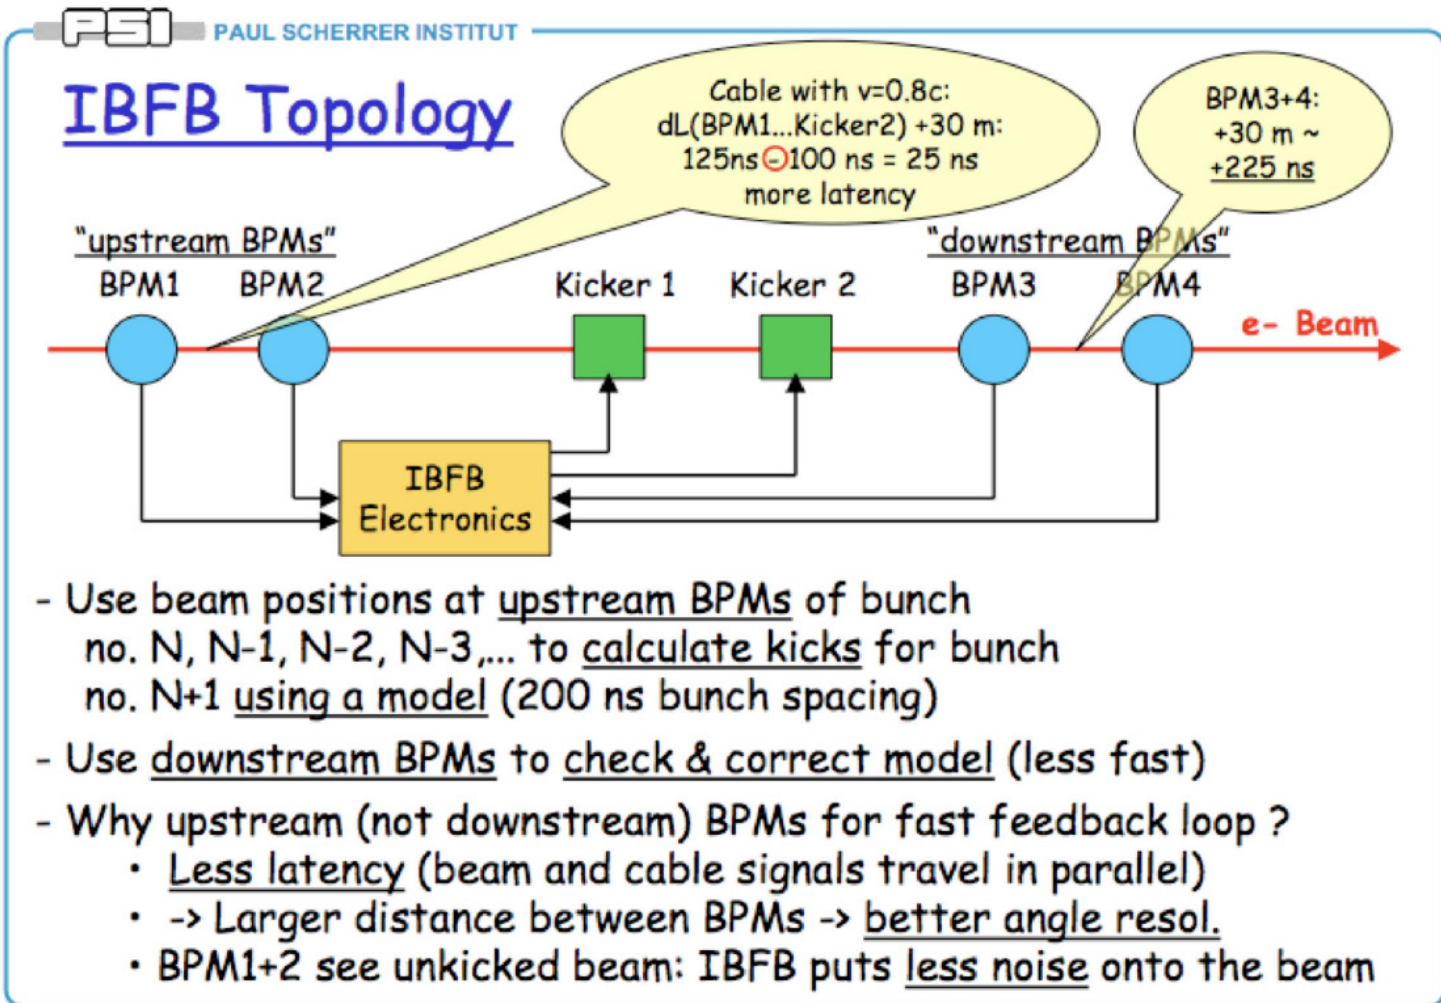 PSI PAUL SCHERRER INSTITUT
IBFB Topology
Cable with v=0.8c:
dL(BPM1...Kicker2) +30 m:
125ns - 100 ns = 25 ns
more latency
BPM3+4:
+30 m ~
+225 ns
"upstream BPMs"
BPM1 BPM2
Kicker 1 Kicker 2
"downstream BPMs"
BPM3 BPM4
e- Beam
IBFB
Electronics
- Use beam positions at upstream BPMs of bunch
no. N, N-1, N-2, N-3,... to calculate kicks for bunch
no. N+1 using a model (200 ns bunch spacing)
- Use downstream BPMs to check & correct model (less fast)
- Why upstream (not downstream) BPMs for fast feedback loop ?
· Less latency (beam and cable signals travel in parallel)
· -> Larger distance between BPMs -> better angle resol.
· BPM1+2 see unkicked beam: IBFB puts less noise onto the beam